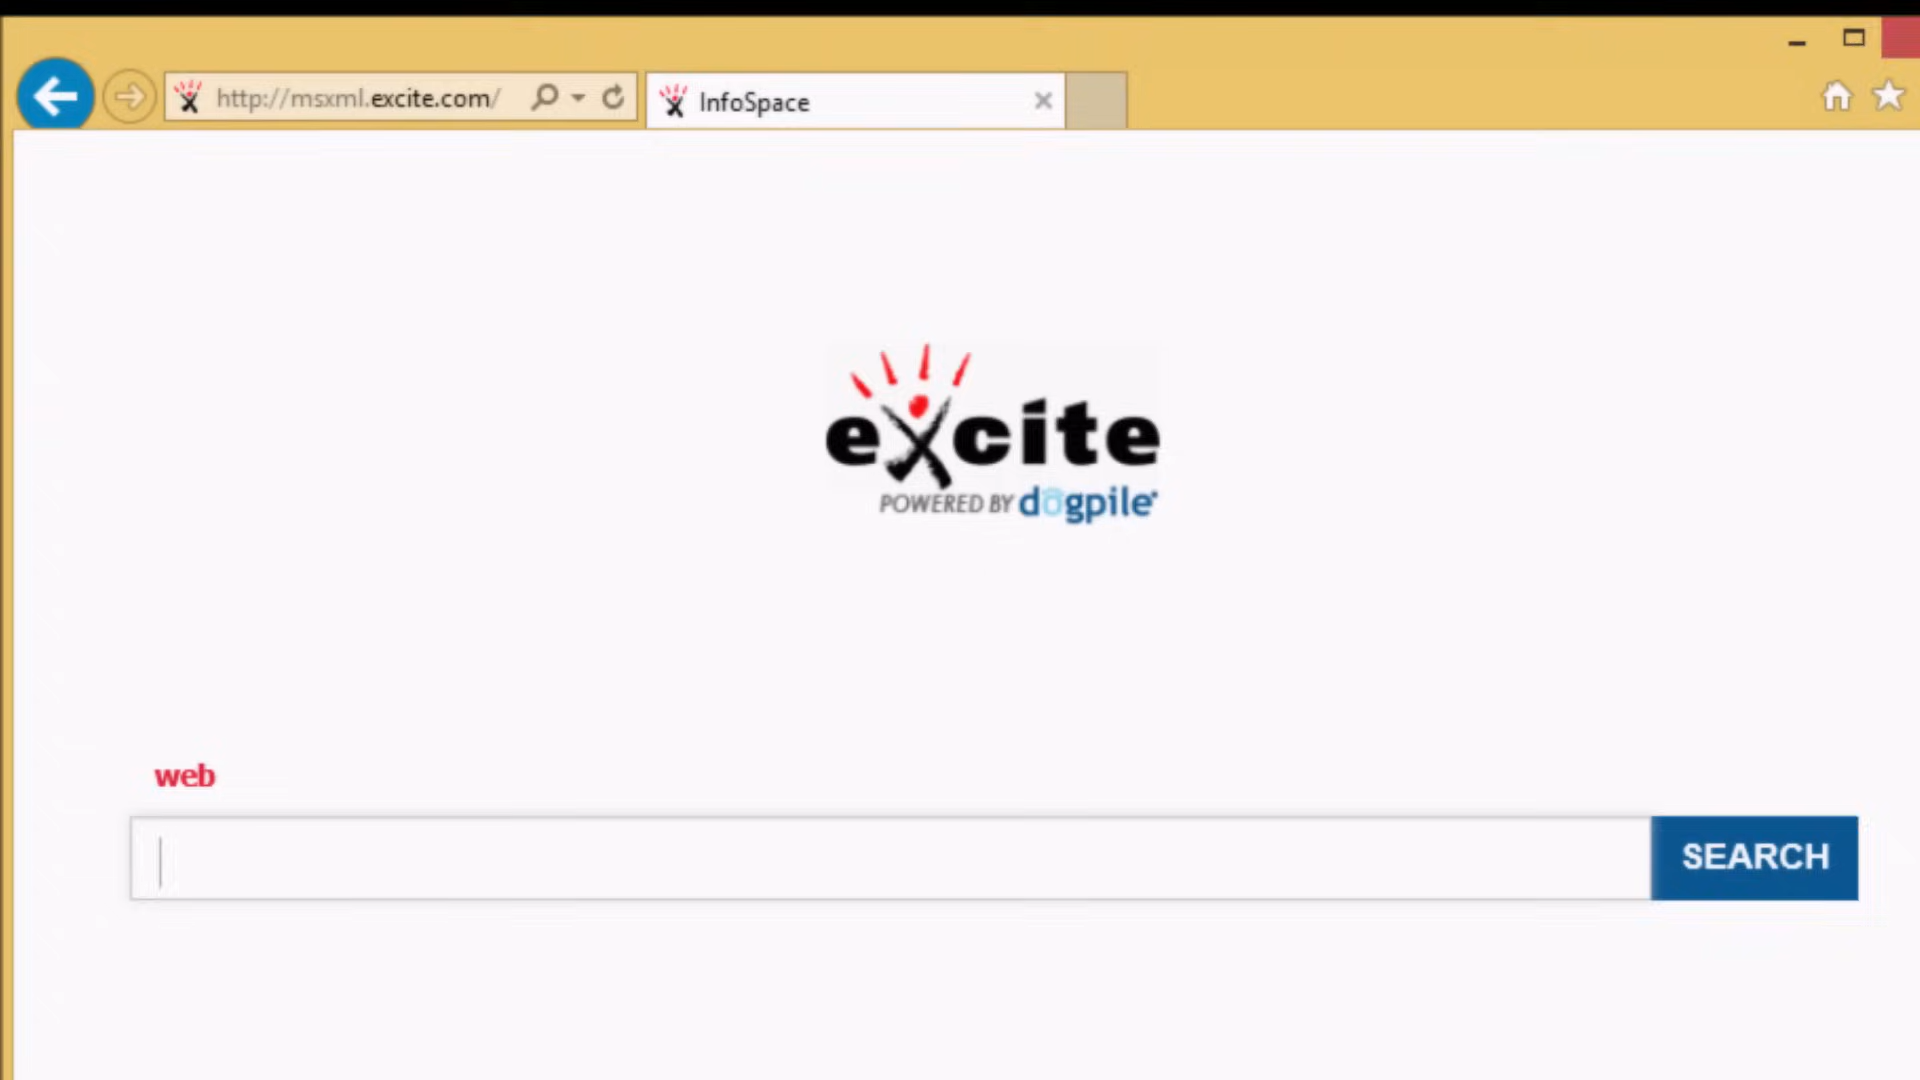 http://msxml.excite.com/
InfoSpace
excite
POWERED BY dogpile
web
SEARCH